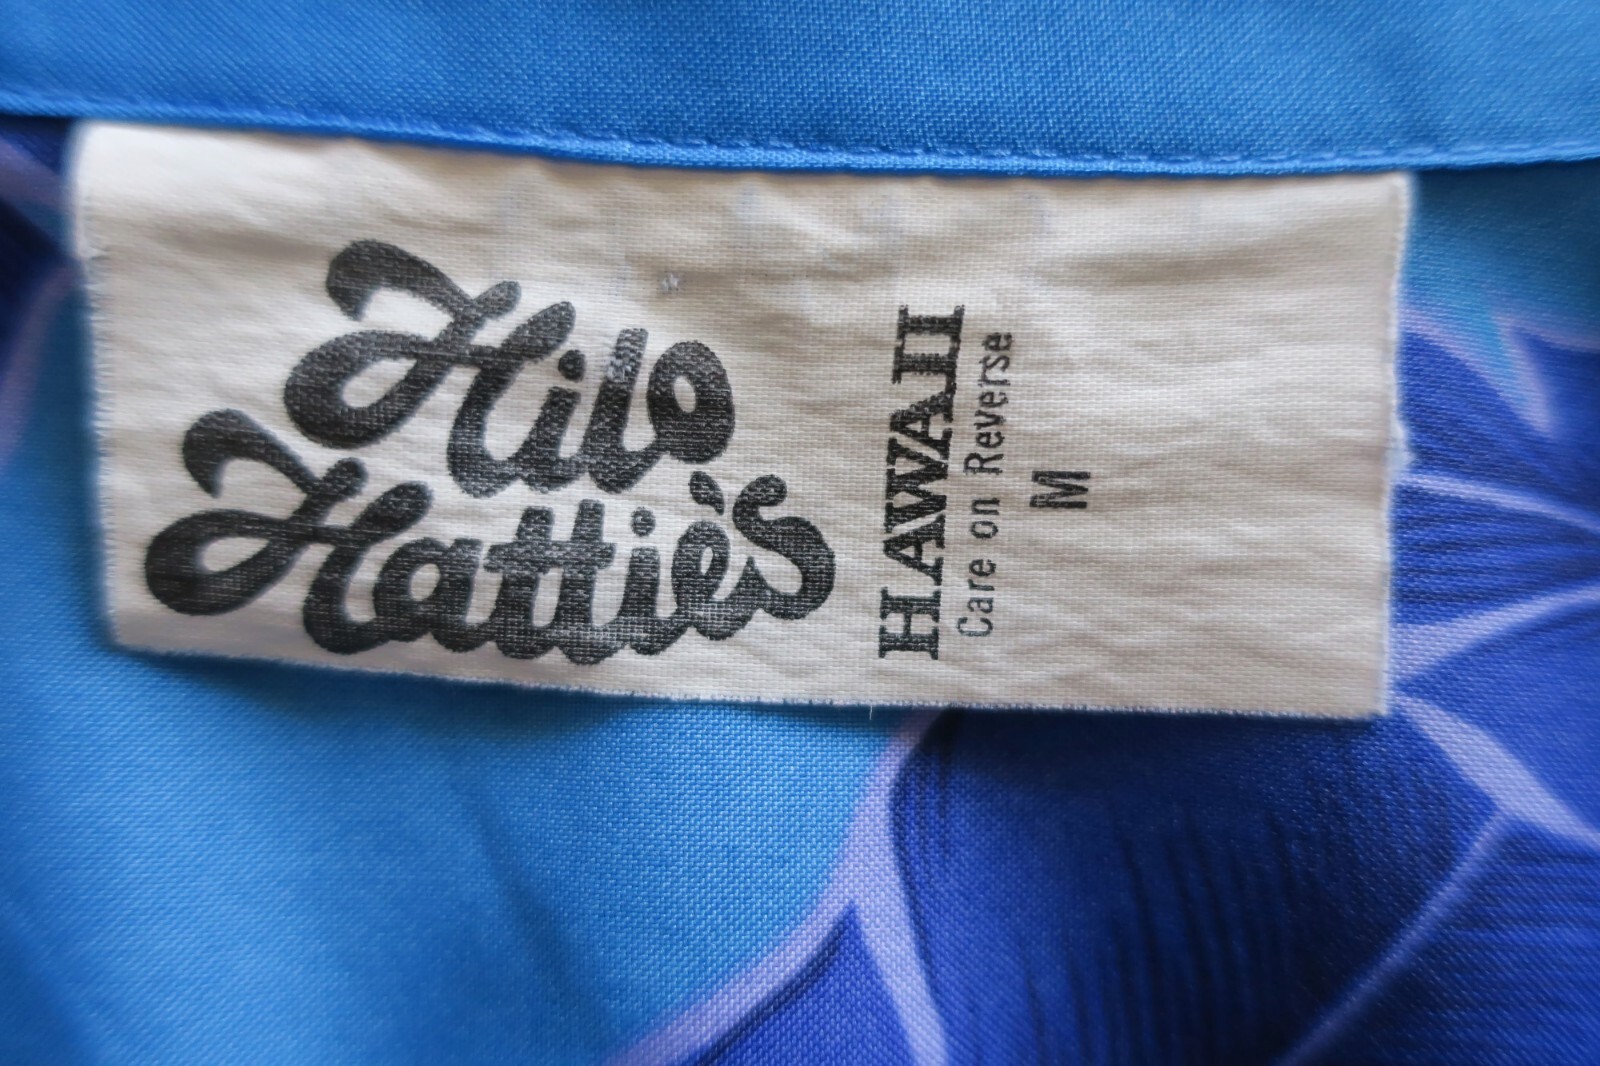 Hilo
Hattie's
HAWAII
Care on Reverse
M